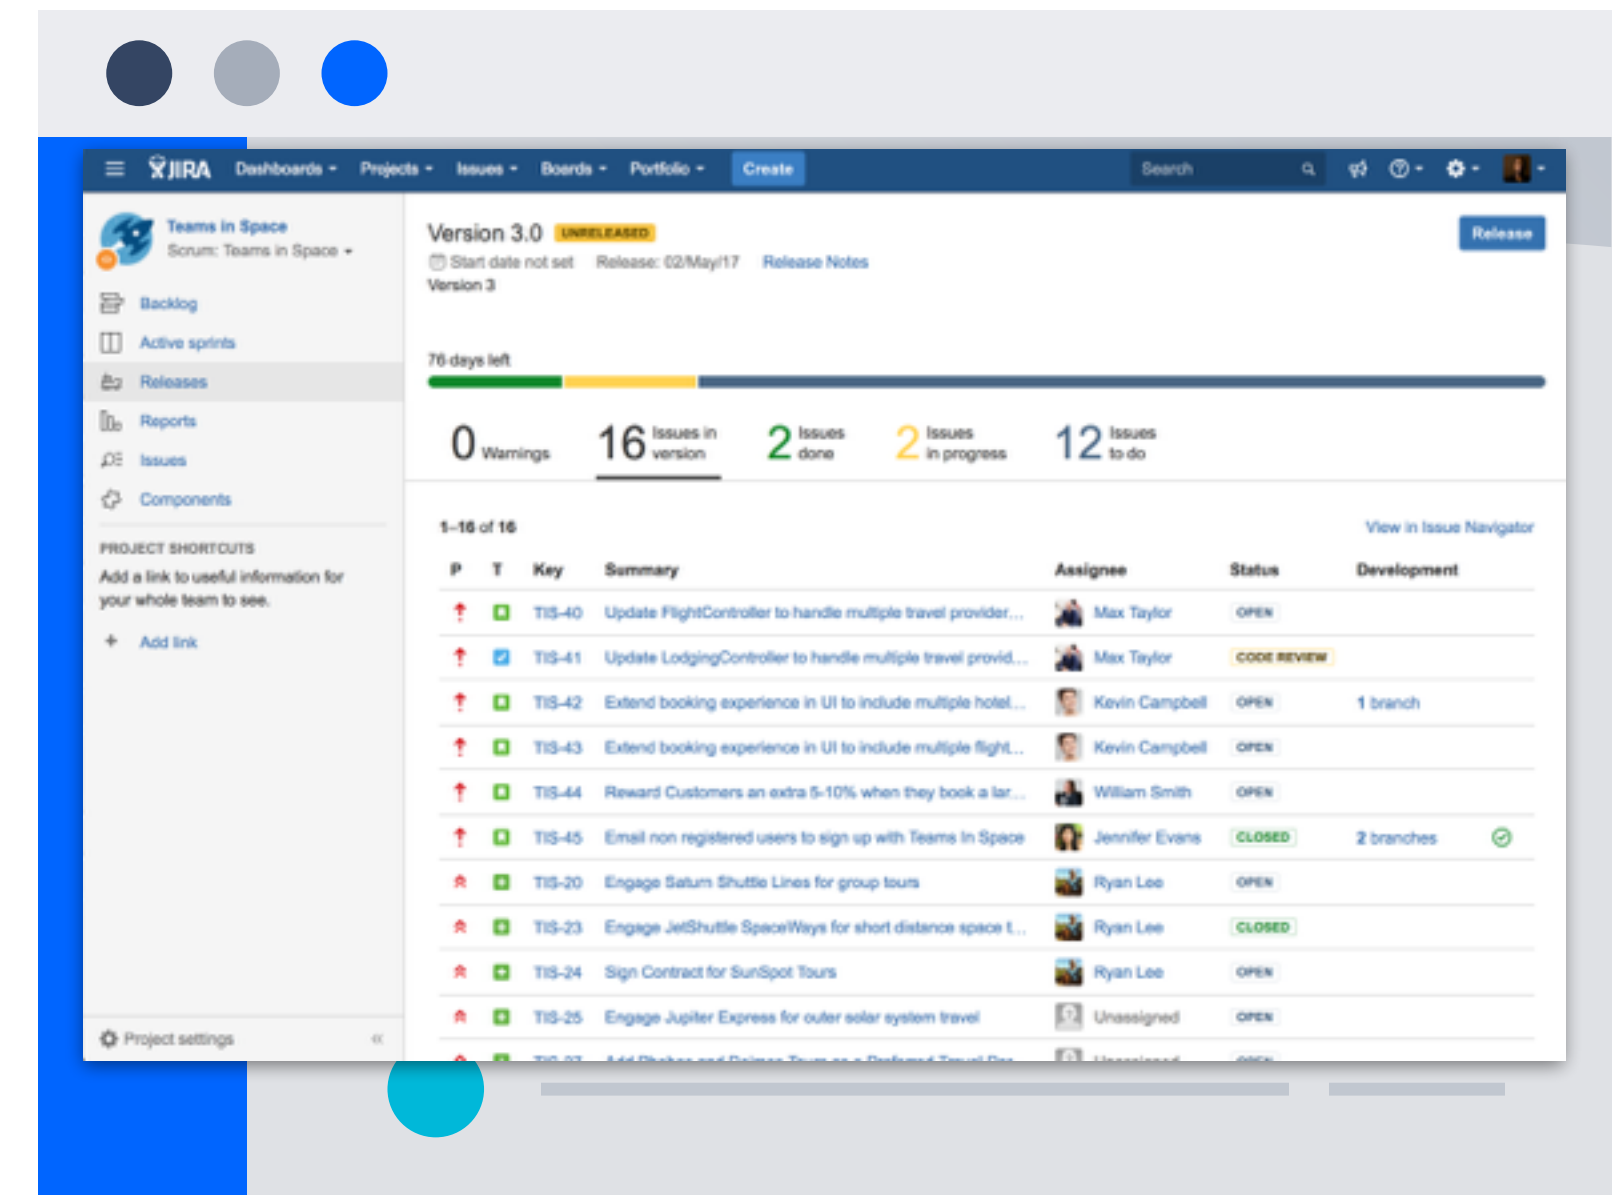 JIRA Dashboards Projects Issues Boards Portfolio Create Search
Teams in Space
Scrum: Teams in Space
Backlog
Active sprints
Releases
Reports
Issues
Components
PROJECT SHORTCUTS
Add a link to useful information for
your whole team to see.
+ Add link
Project settings
Version 3.0 UNRELEASED Release
Start date not set Release: 02/May/17 Release Notes
Version 3
76 days left
0 Warnings 16 Issues in version 2 Issues done 2 Issues in progress 12 Issues to do
1–16 of 16 View in Issue Navigator
P T Key Summary Assignee Status Development
TIS-40 Update FlightController to handle multiple travel provider... Max Taylor OPEN
TIS-41 Update LodgingController to handle multiple travel provid... Max Taylor CODE REVIEW
TIS-42 Extend booking experience in UI to include multiple hotel... Kevin Campbell OPEN 1 branch
TIS-43 Extend booking experience in UI to include multiple flight... Kevin Campbell OPEN
TIS-44 Reward Customers an extra 5-10% when they book a lar... William Smith OPEN
TIS-45 Email non registered users to sign up with Teams In Space Jennifer Evans CLOSED 2 branches
TIS-20 Engage Saturn Shuttle Lines for group tours Ryan Lee OPEN
TIS-23 Engage JetShuttle SpaceWays for short distance space t... Ryan Lee CLOSED
TIS-24 Sign Contract for SunSpot Tours Ryan Lee OPEN
TIS-25 Engage Jupiter Express for outer solar system travel Unassigned OPEN